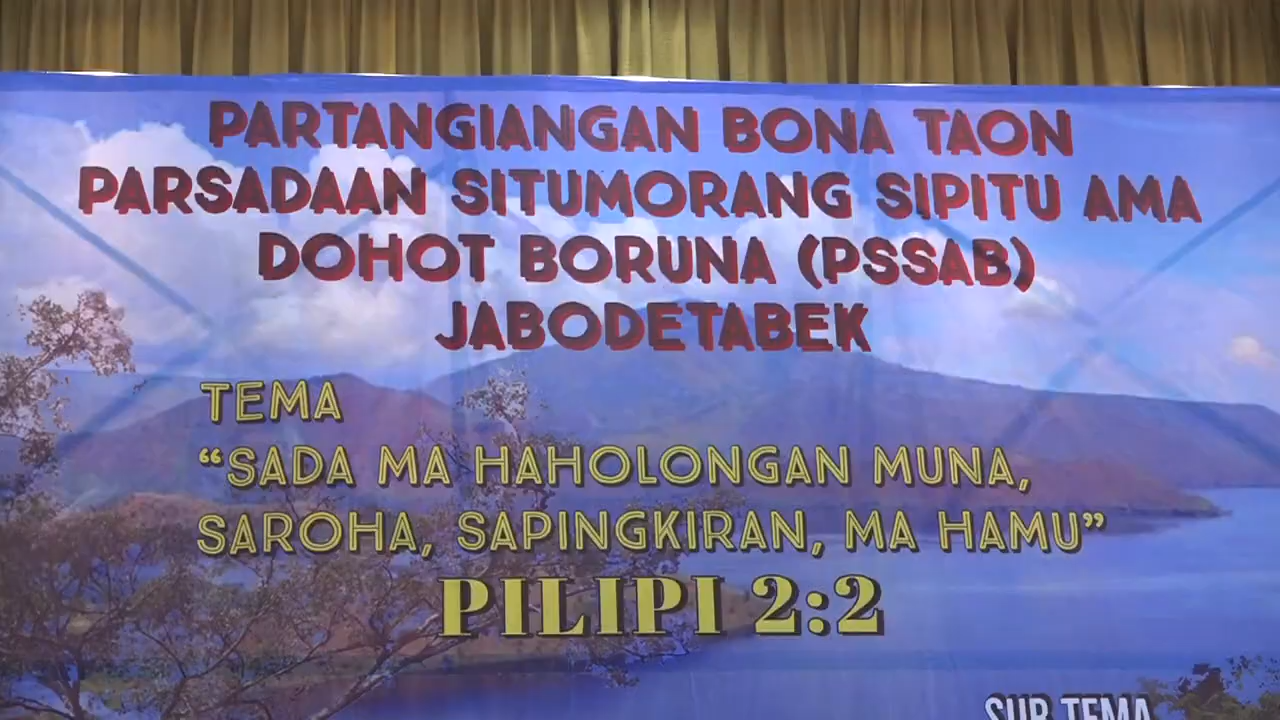 PARTANGIANGAN BONA TAON
PARSADAAN SITUMORANG SIPITU AMA
DOHOT BORUNA (PSSAB)
JABODETABEK
TEMA
“SADA MA HAHOLONGAN MUNA,
SAROHA, SAPINGKIRAN, MA HAMU”
PILIPI 2:2
SUB TEMA